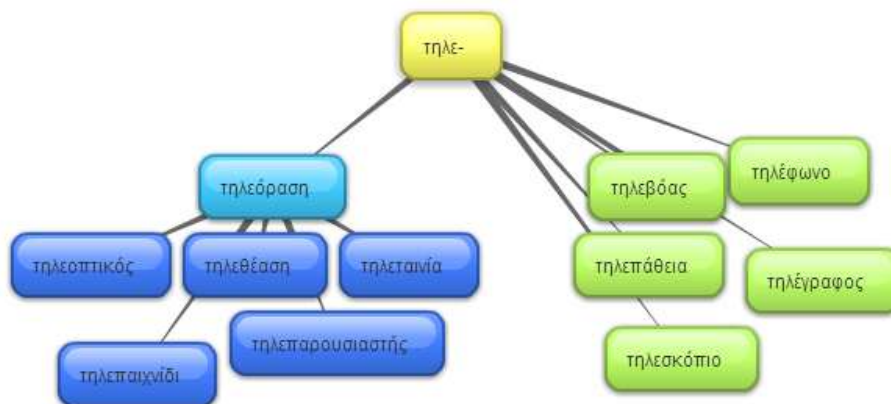 τηλε-
τηλεόραση
τηλεβόας
τηλέφωνο
τηλεοπτικός
τηλεθέαση
τηλεταινία
τηλεπάθεια
τηλέγραφος
τηλεπαιχνίδι
τηλεπαρουσιαστής
τηλεσκόπιο